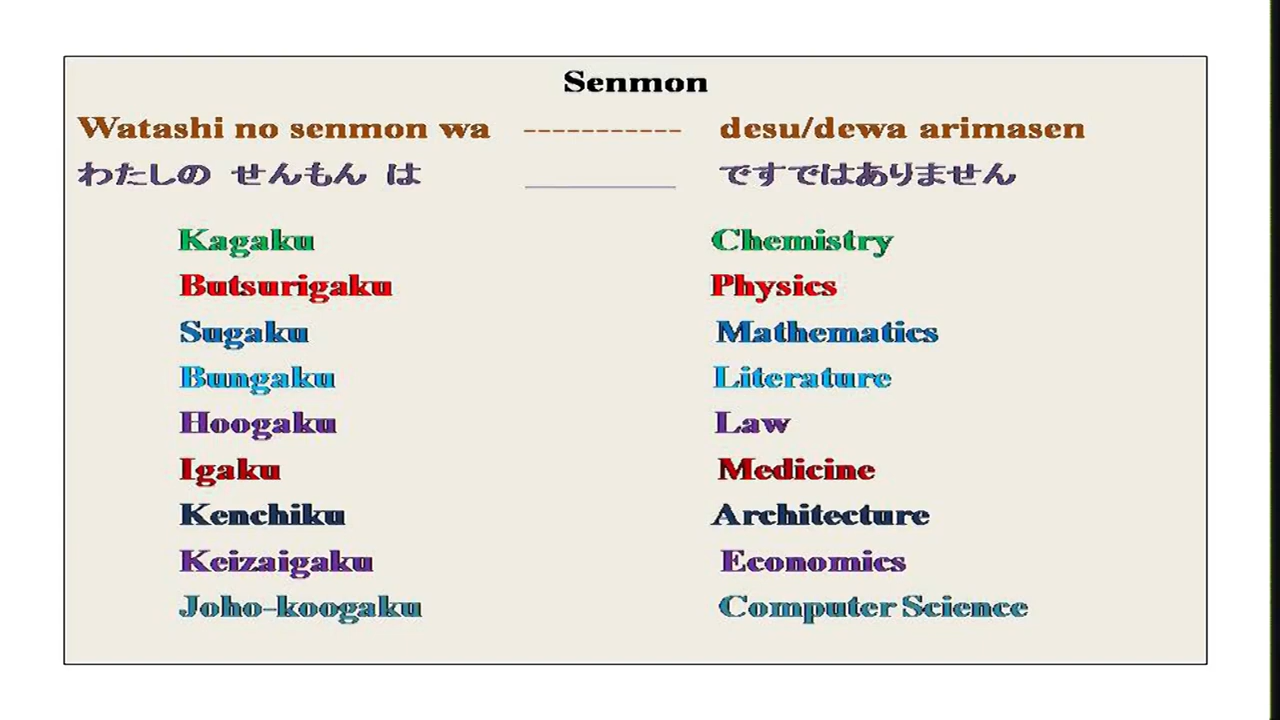 Senmon
Watashi no senmon wa ----------- desu/dewa arimasen
わたしの せんもん は __________ ですではありません
Kagaku Chemistry
Butsurigaku Physics
Sugaku Mathematics
Bungaku Literature
Hoogaku Law
Igaku Medicine
Kenchiku Architecture
Keizaigaku Economics
Joho-koogaku Computer Science